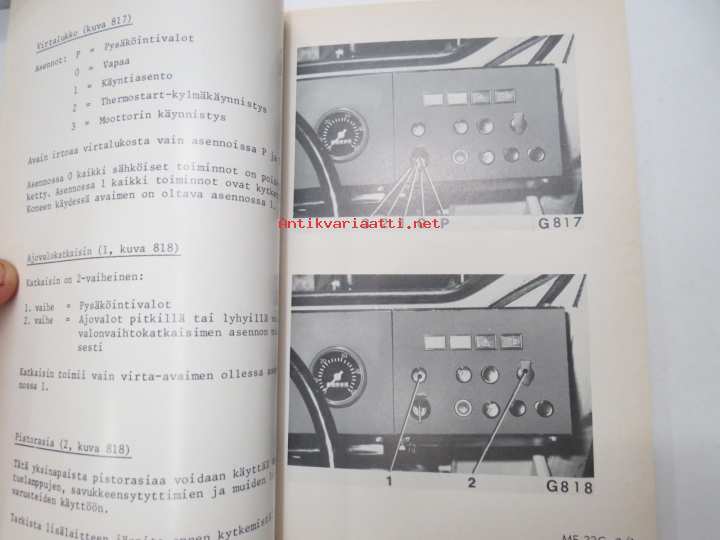 Virtalukko (kuva 817)
Asennot: P = Pysäköintivalot
0 = Vapaa
1 = Käyntiasento
2 = Thermostart-kylmäkäynnistys
3 = Moottorin käynnistys
Avain irtoaa virtalukosta vain asennoissa P ja
Asennossa 0 kaikki sähköiset toiminnot on
ketty. Asennossa 1 kaikki toiminnot ovat
Koneen käydessä avaimen on oltava asennossa 1.
Ajovalokatkaisin (1, kuva 818)
Katkaisin on 2-vaiheinen:
1. vaihe = Pysäköintivalot
2. vaihe = Ajovalot pitkillä tai lyhyillä
valonvaihtokatkaisimen asennon
sesti
Katkaisin toimii vain virta-avaimen ollessa
nossa 1.
Pistorasia (2, kuva 818)
Tätä yksinapaista pistorasiaa voidaan käyttää
tuslamppujen, savukkeensytyttimien ja muiden
varusteiden käyttöön.
Tarkista lisälaitteen ennen
P
G817
Antikvariaatti.net
1 2 G818